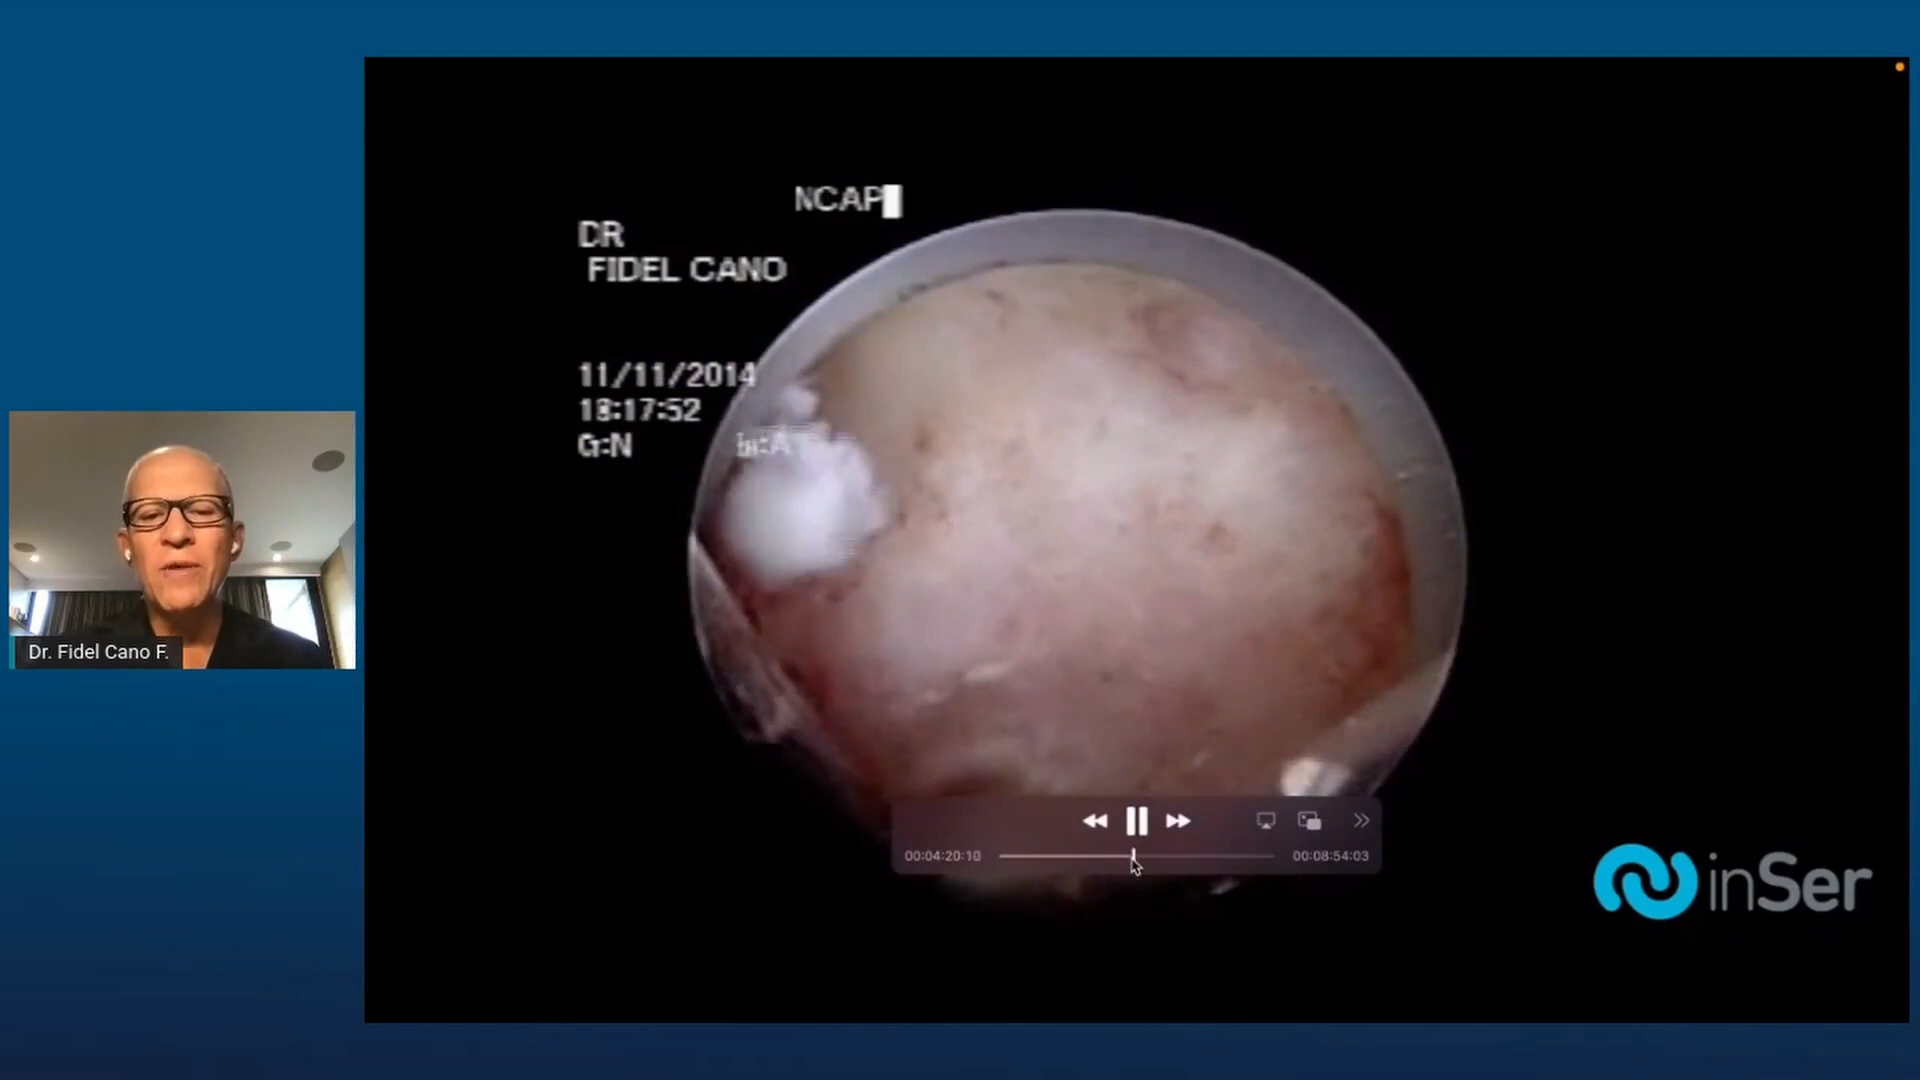 NCAP
DR
FIDEL CANO
11/11/2014
18:17:52
G:N
Dr. Fidel Cano F.
00:04:20:10
00:08:54:03
inSer